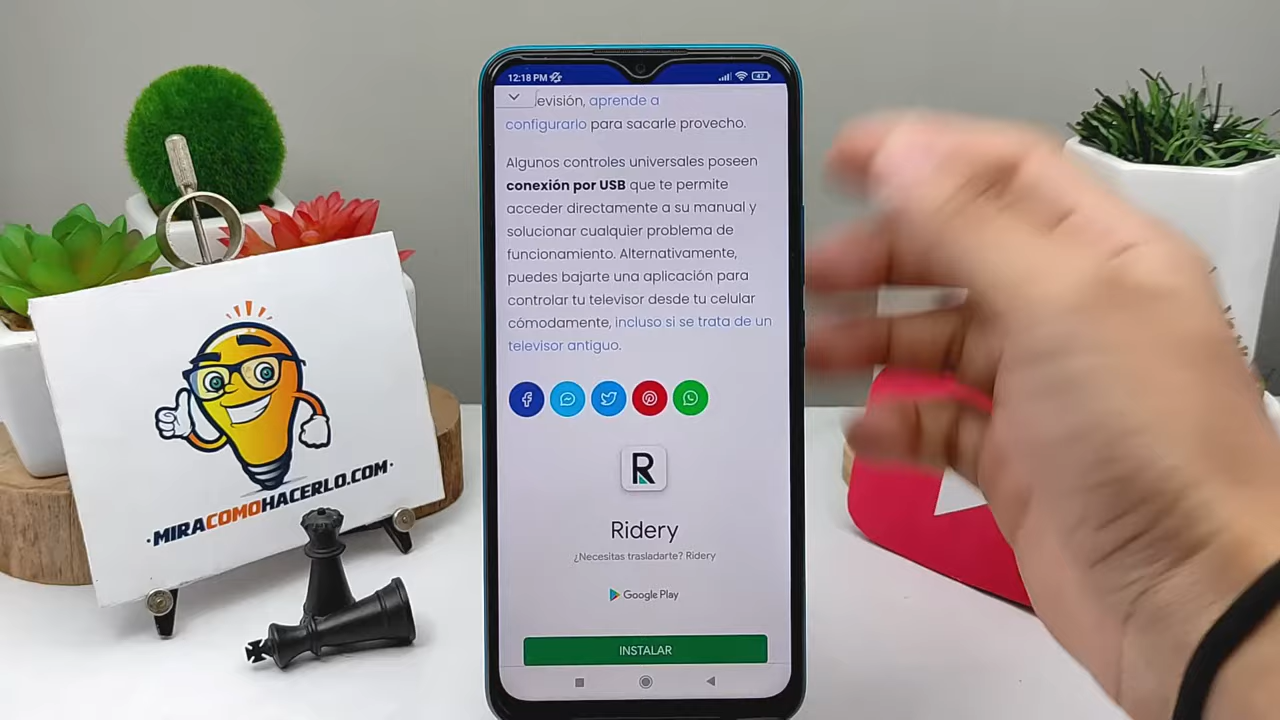 12:18 PM
47
evisión, aprende a
configurarlo para sacarle provecho.
Algunos controles universales poseen
conexión por USB que te permite
acceder directamente a su manual y
solucionar cualquier problema de
funcionamiento. Alternativamente,
puedes bajarte una aplicación para
controlar tu televisor desde tu celular
cómodamente, incluso si se trata de un
televisor antiguo.
R
Ridery
¿Necesitas trasladarte? Ridery
Google Play
INSTALAR
·MIRACOMOHACERLO.COM·